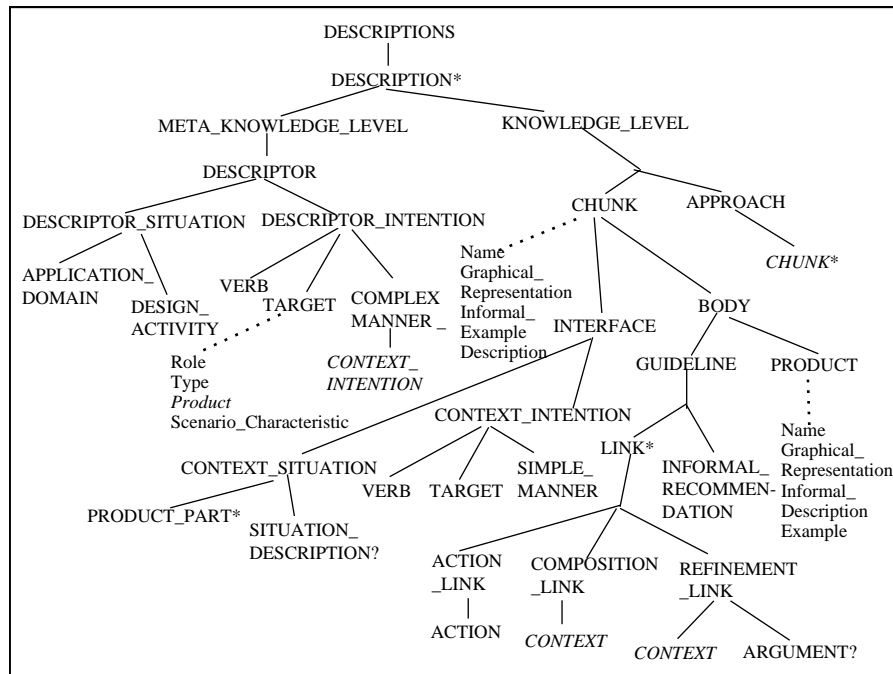 DESCRIPTIONS
DESCRIPTION*
META_KNOWLEDGE_LEVEL
KNOWLEDGE_LEVEL
DESCRIPTOR
CHUNK
APPROACH
DESCRIPTOR_SITUATION
DESCRIPTOR_INTENTION
CHUNK*
APPLICATION_
DOMAIN
DESIGN_
ACTIVITY
VERB
TARGET
COMPLEX
MANNER_
CONTEXT_
INTENTION
Role
Type
Product
Scenario_Characteristic
Name
Graphical_
Representation
Informal_
Example
Description
INTERFACE
BODY
GUIDELINE
PRODUCT
Name
Graphical_
Representation
Informal_
Description
Example
CONTEXT_INTENTION
CONTEXT_SITUATION
VERB
TARGET
SIMPLE_
MANNER
PRODUCT_PART*
SITUATION_
DESCRIPTION?
LINK*
INFORMAL_
RECOMMEN-
DATION
ACTION
_LINK
ACTION
COMPOSITION
_LINK
CONTEXT
REFINEMENT
_LINK
CONTEXT
ARGUMENT?